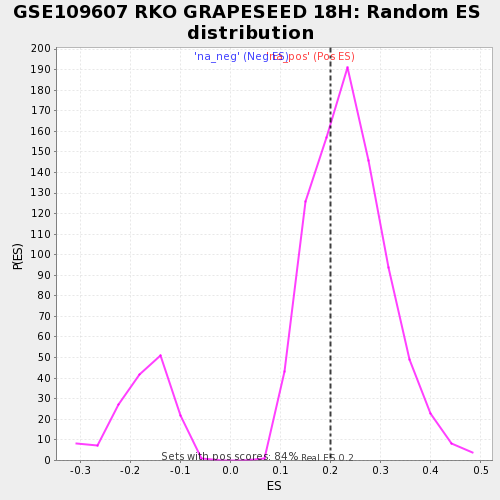 GSE109607 RKO GRAPESEED 18H: Random ES
distribution
'na_neg' (Neg ES)
'na_pos' (Pos ES)
200
190
180
170
160
150
140
130
120
110
100
90
80
70
60
50
40
30
20
10
0
P(ES)
Sets with pos scores: 84%
Real ES 0.2
-0.3 -0.2 -0.1 0.0 0.1 0.2 0.3 0.4 0.5
ES